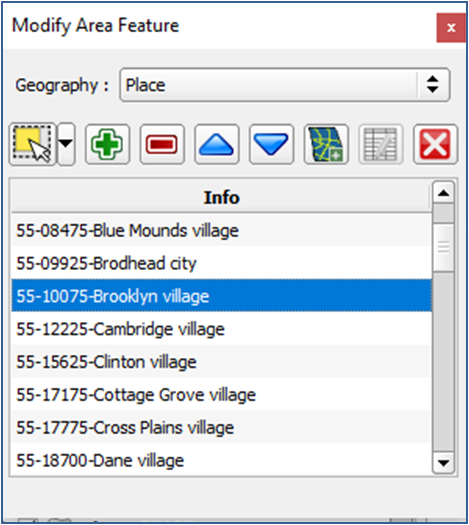 Modify Area Feature
x
Geography : Place
Info
55-08475-Blue Mounds village
55-09925-Brodhead city
55-10075-Brooklyn village
55-12225-Cambridge village
55-15625-Clinton village
55-17175-Cottage Grove village
55-17775-Cross Plains village
55-18700-Dane village